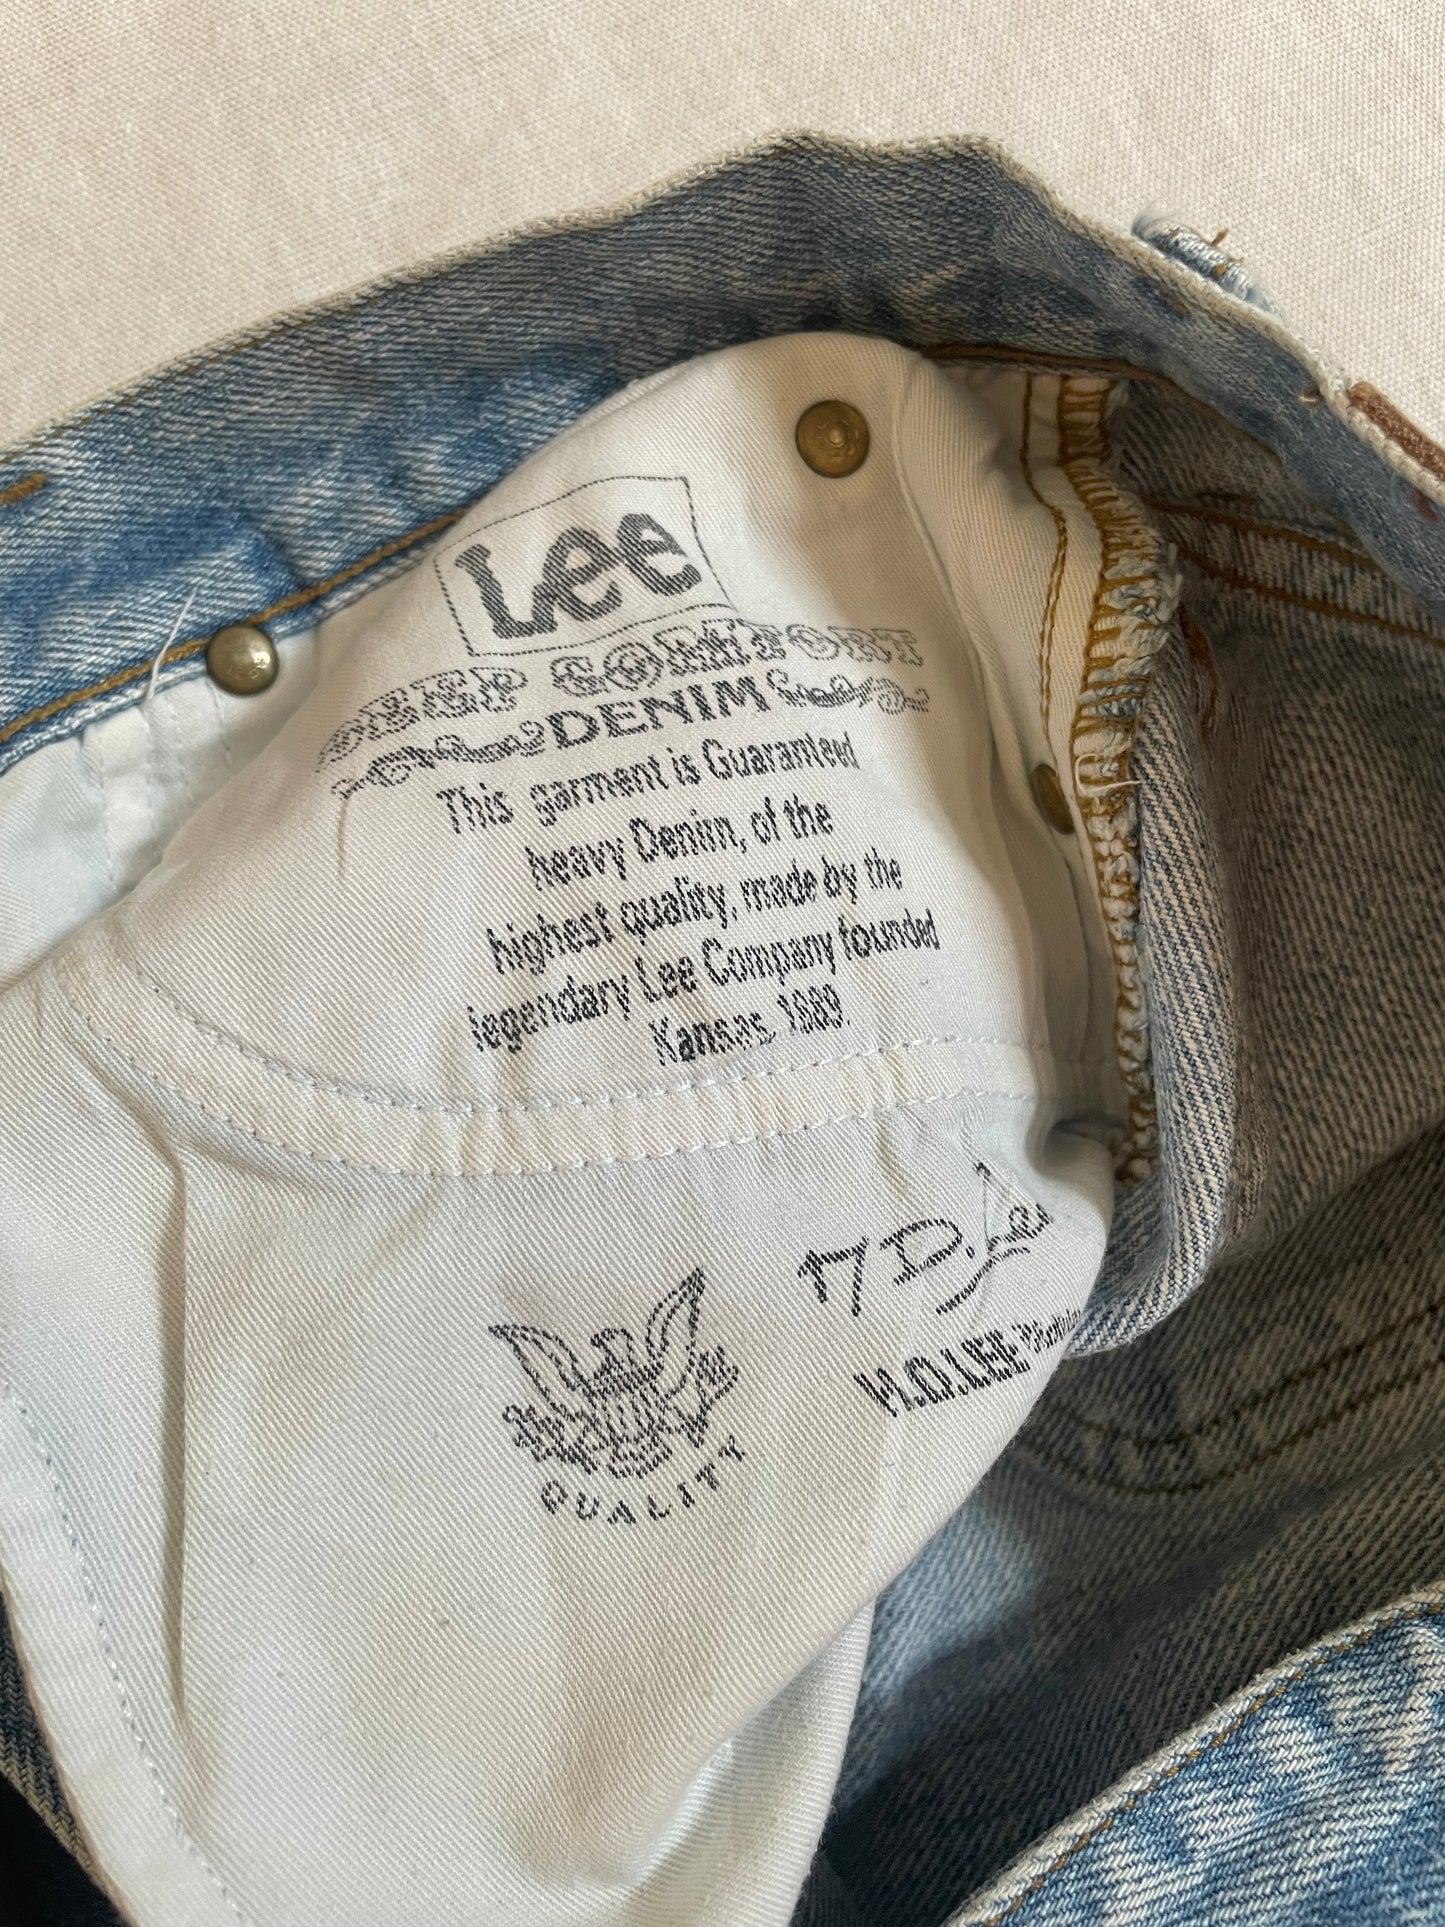 Lee
DEEP COMFORT
DENIM
This garment is Guaranteed
heavy Denim, of the
highest quality, made by the
legendary Lee Company founded
Kansas 1889.
H.D. Lee
H.D. LEE
QUALITY